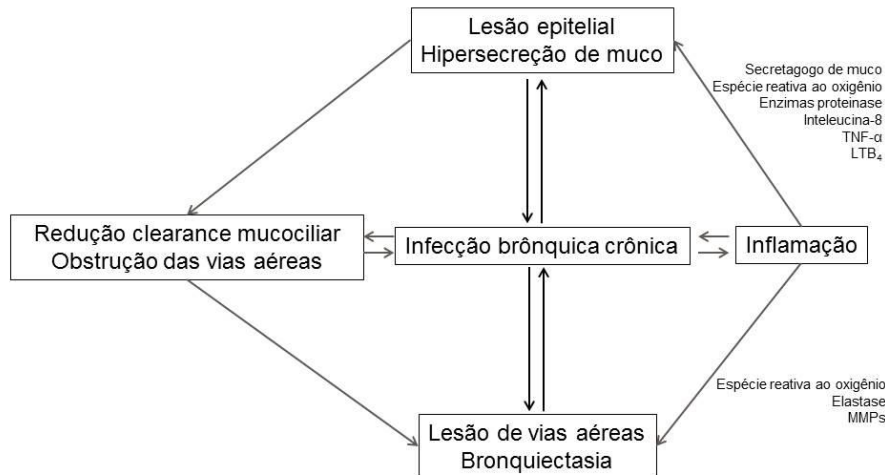 Lesão epitelial
Hipersecreção de muco
Secretagogo de muco
Espécie reativa ao oxigênio
Enzimas proteinase
Inteleucina-8
TNF-α
LTB₄
Redução clearance mucociliar
Obstrução das vias aéreas
Infecção brônquica crônica
Inflamação
Espécie reativa ao oxigênio
Elastase
MMPs
Lesão de vias aéreas
Bronquiectasia